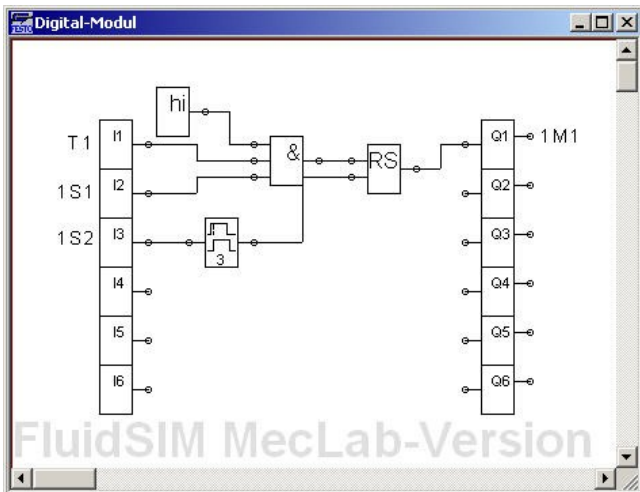 FESTO
Digital-Modul
hi
T1 I1 & RS Q1 1M1
1S1 I2 Q2
1S2 I3 3 Q3
I4 Q4
I5 Q5
I6 Q6
FluidSIM MecLab-Version